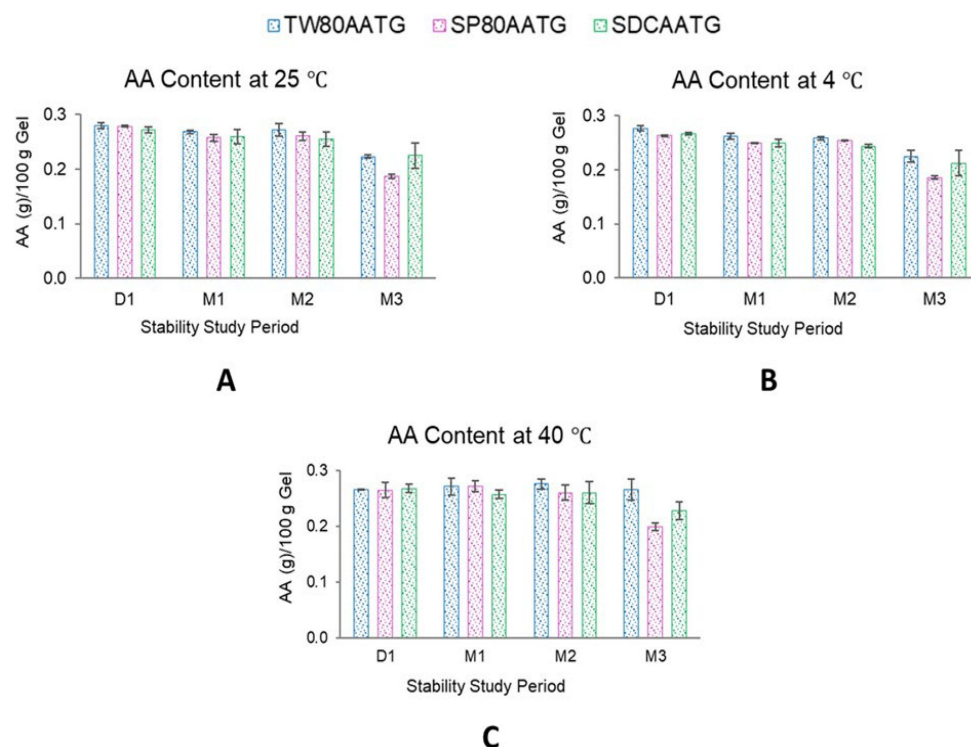 TW80AATG SP80AATG SDCAATG
AA Content at 25 ℃
AA (g)/100 g Gel
0.3
0.2
0.1
0.0
D1 M1 M2 M3
Stability Study Period
A
AA Content at 4 ℃
AA (g)/100 g Gel
0.3
0.2
0.1
0.0
D1 M1 M2 M3
Stability Study Period
B
AA Content at 40 ℃
AA (g)/100 g Gel
0.3
0.2
0.1
0.0
D1 M1 M2 M3
Stability Study Period
C